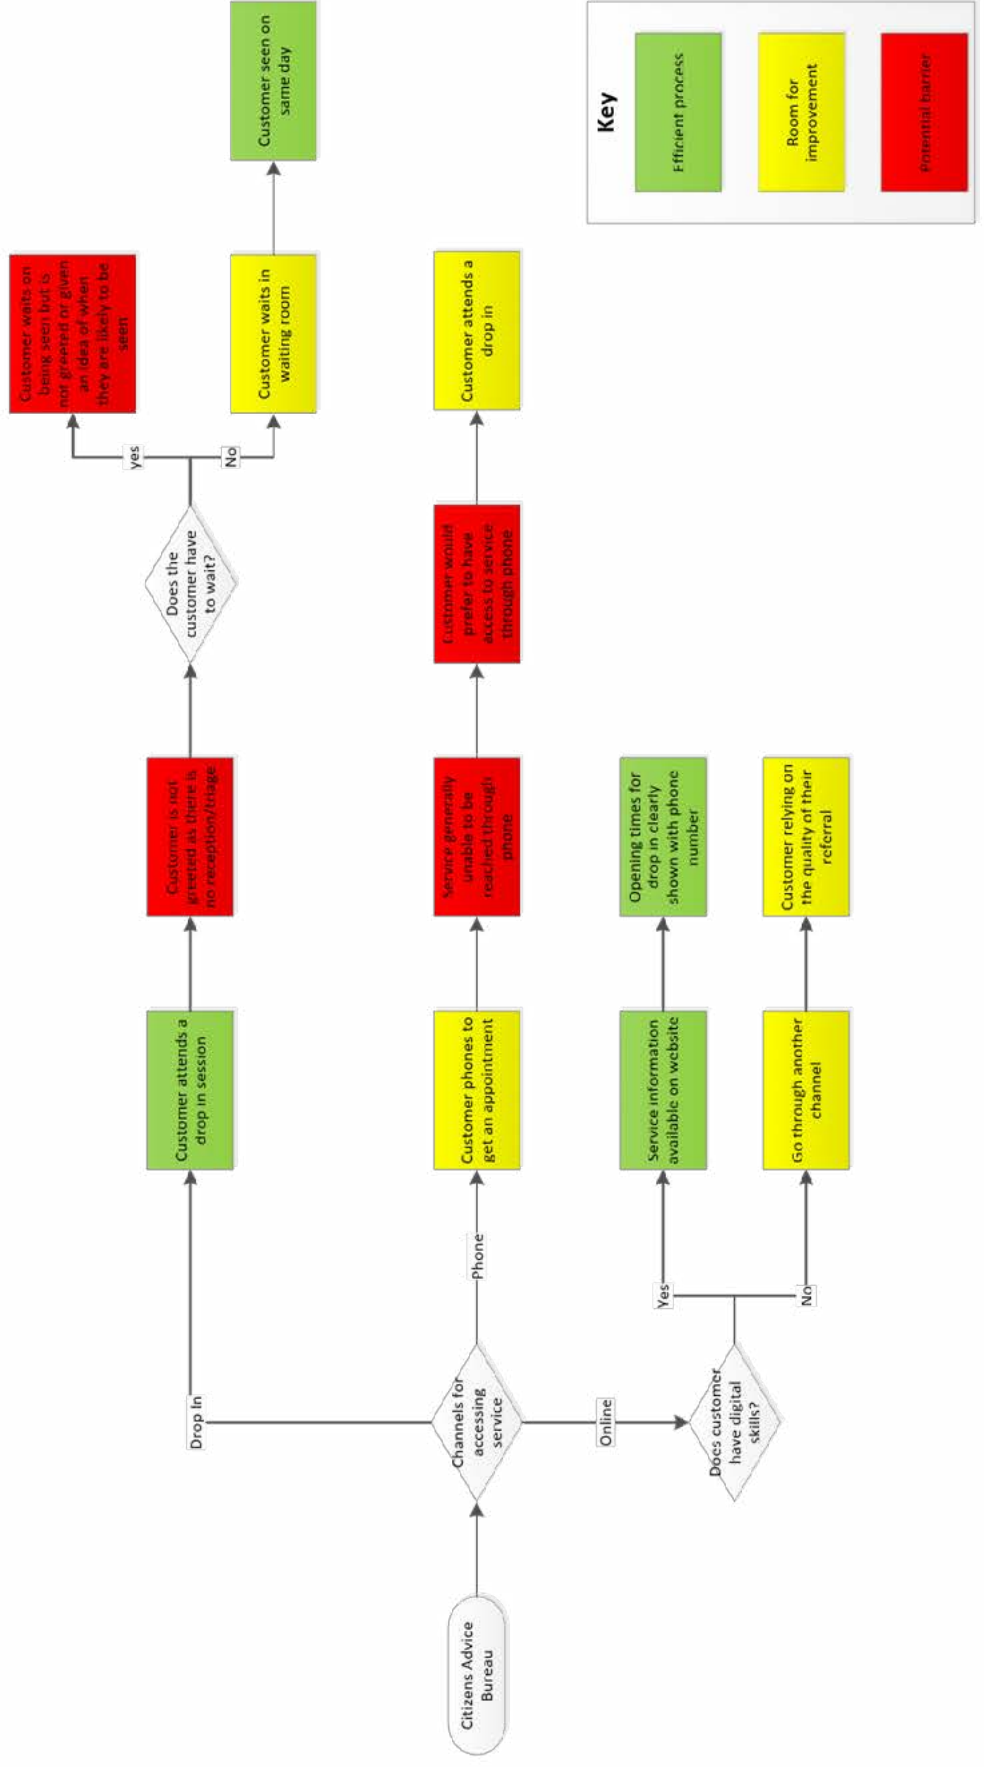 Citizens Advice
Bureau
Channels for
accessing
service
Drop In
Phone
Online
Customer attends a
drop in session
Customer is not
greeted as there is
no reception/triage
Does the
customer have
to wait?
yes
No
Customer waits on
being seen but is
not greeted or given
an idea of when
they are likely to be
seen
Customer waits in
waiting room
Customer seen on
same day
Customer phones to
get an appointment
Service generally
unable to be
reached through
phone
Customer would
prefer to have
access to service
through phone
Customer attends a
drop in
Does customer
have digital
skills?
Yes
No
Service information
available on website
Opening times for
drop in clearly
shown with phone
number
Go through another
channel
Customer relying on
the quality of their
referral
Key
Efficient process
Room for
improvement
Potential barrier